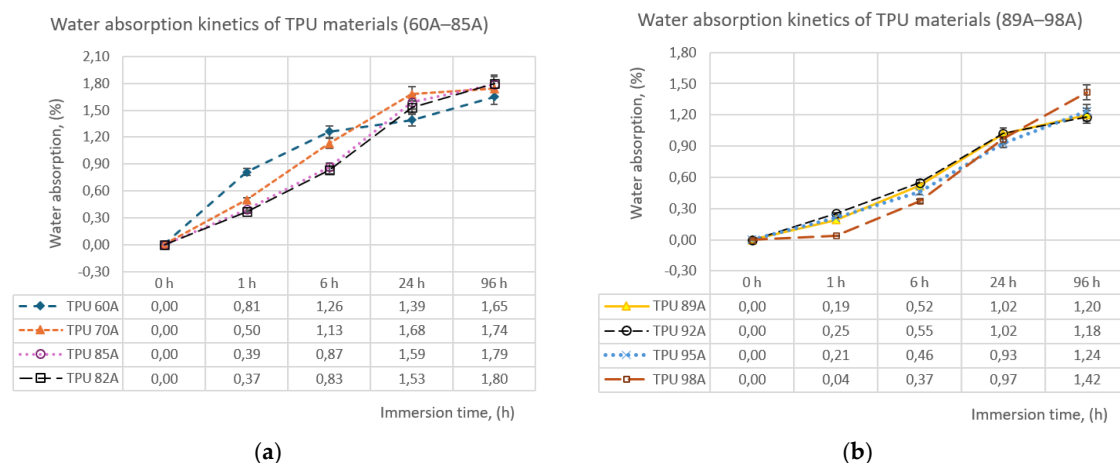 Water absorption kinetics of TPU materials (60A–85A)
Water absorption, (%)
2,10
1,80
1,50
1,20
0,90
0,60
0,30
0,00
-0,30
0 h 1 h 6 h 24 h 96 h
TPU 60A 0,00 0,81 1,26 1,39 1,65
TPU 70A 0,00 0,50 1,13 1,68 1,74
TPU 85A 0,00 0,39 0,87 1,59 1,79
TPU 82A 0,00 0,37 0,83 1,53 1,80
Immersion time, (h)
(a)
Water absorption kinetics of TPU materials (89A–98A)
Water absorption, (%)
1,80
1,50
1,20
0,90
0,60
0,30
0,00
-0,30
0 h 1 h 6 h 24 h 96 h
TPU 89A 0,00 0,19 0,52 1,02 1,20
TPU 92A 0,00 0,25 0,55 1,02 1,18
TPU 95A 0,00 0,21 0,46 0,93 1,24
TPU 98A 0,00 0,04 0,37 0,97 1,42
Immersion time, (h)
(b)